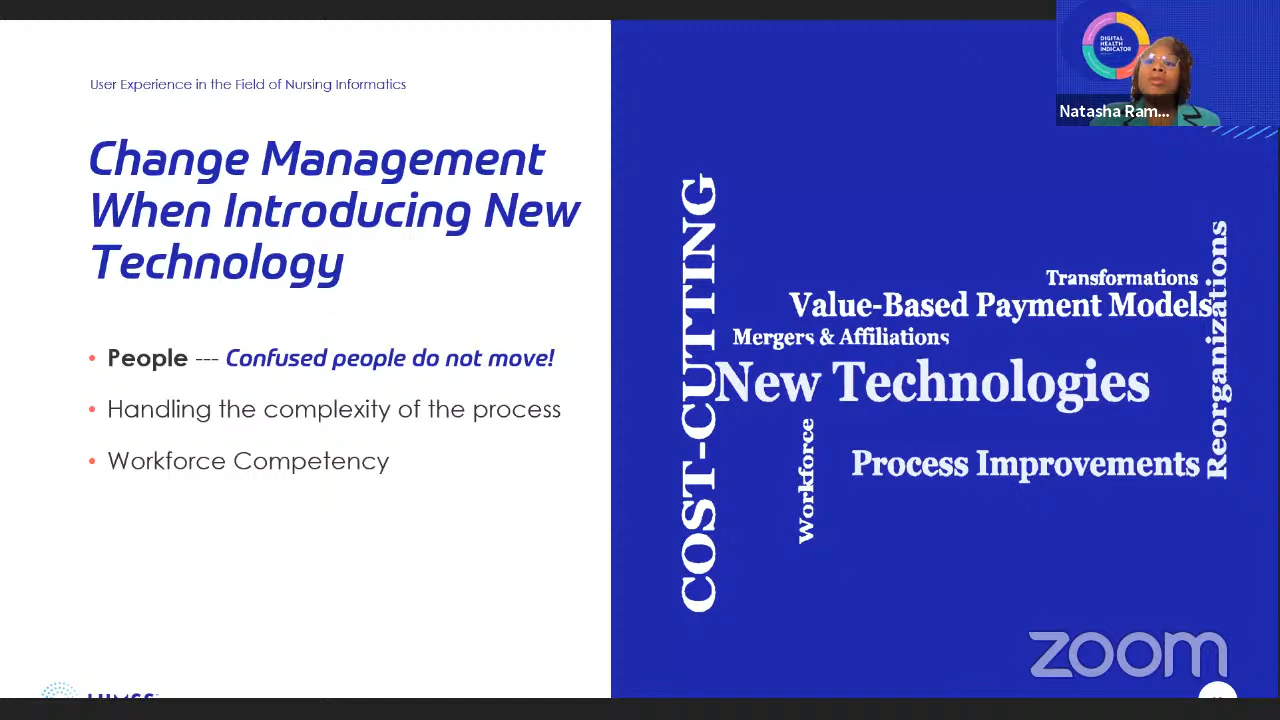 User Experience in the Field of Nursing Informatics
Change Management
When Introducing New
Technology
• People --- Confused people do not move!
• Handling the complexity of the process
• Workforce Competency
COST-CUTTING
Transformations
Value-Based Payment Models
Mergers & Affiliations
New Technologies
Reorganizations
Workforce
Process Improvements
DIGITAL
HEALTH
INDICATOR
Natasha Ram...
zoom